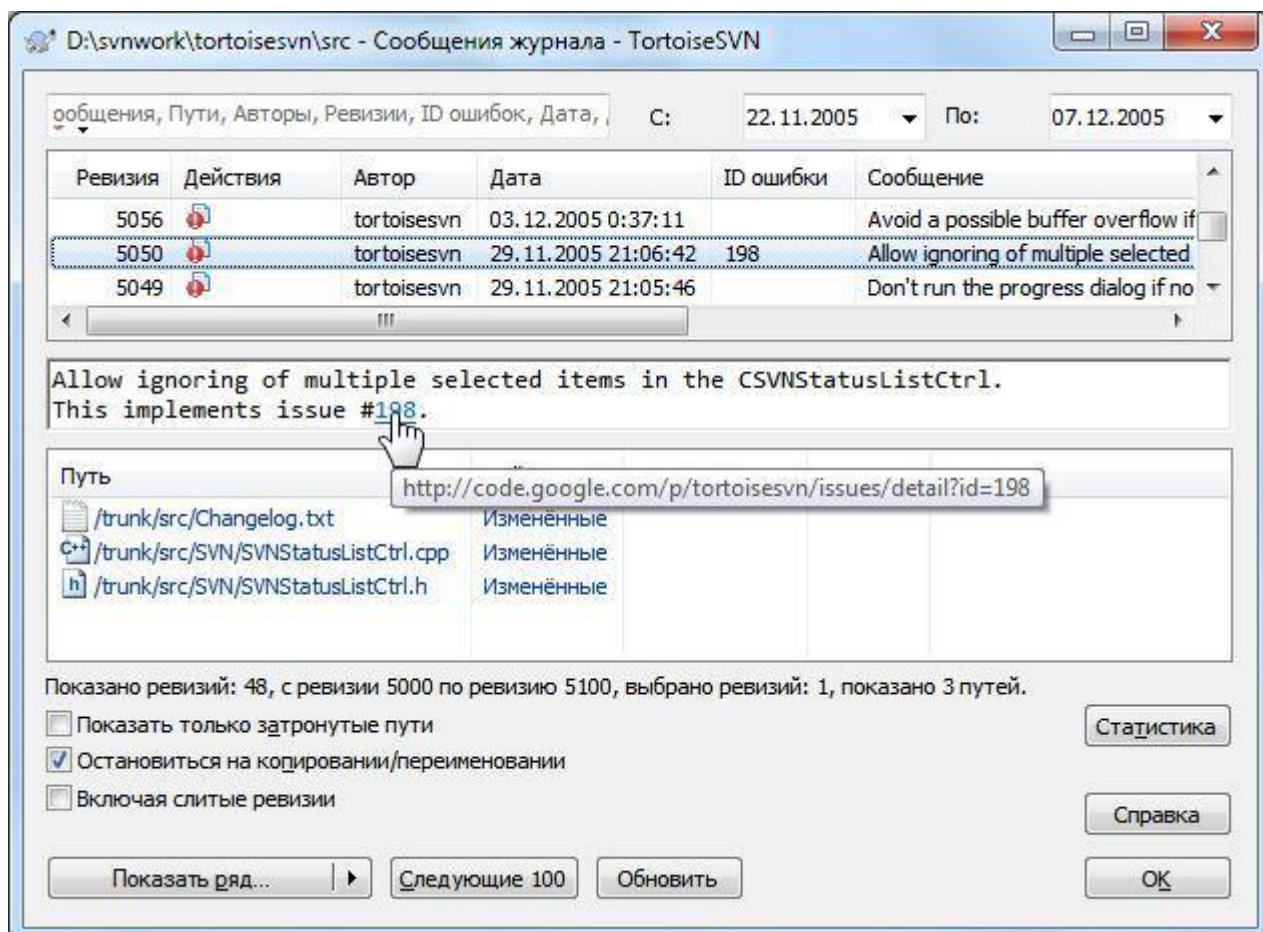 D:\svnwork\tortoisesvn\src - Сообщения журнала - TortoiseSVN
ообщения, Пути, Авторы, Ревизии, ID ошибок, Дата, С: 22.11.2005 По: 07.12.2005
Ревизия Действия Автор Дата ID ошибки Сообщение
5056 tortoisesvn 03.12.2005 0:37:11 Avoid a possible buffer overflow if
5050 tortoisesvn 29.11.2005 21:06:42 198 Allow ignoring of multiple selected
5049 tortoisesvn 29.11.2005 21:05:46 Don't run the progress dialog if no
Allow ignoring of multiple selected items in the CSVNStatusListCtrl.
This implements issue #198.
Путь
http://code.google.com/p/tortoisesvn/issues/detail?id=198
/trunk/src/Changelog.txt Изменённые
/trunk/src/SVN/SVNStatusListCtrl.cpp Изменённые
/trunk/src/SVN/SVNStatusListCtrl.h Изменённые
Показано ревизий: 48, с ревизии 5000 по ревизию 5100, выбрано ревизий: 1, показано 3 путей.
Показать только затронутые пути
Статистика
Остановиться на копировании/переименовании
Включая слитые ревизии
Справка
Показать ряд... Следующие 100 Обновить OK